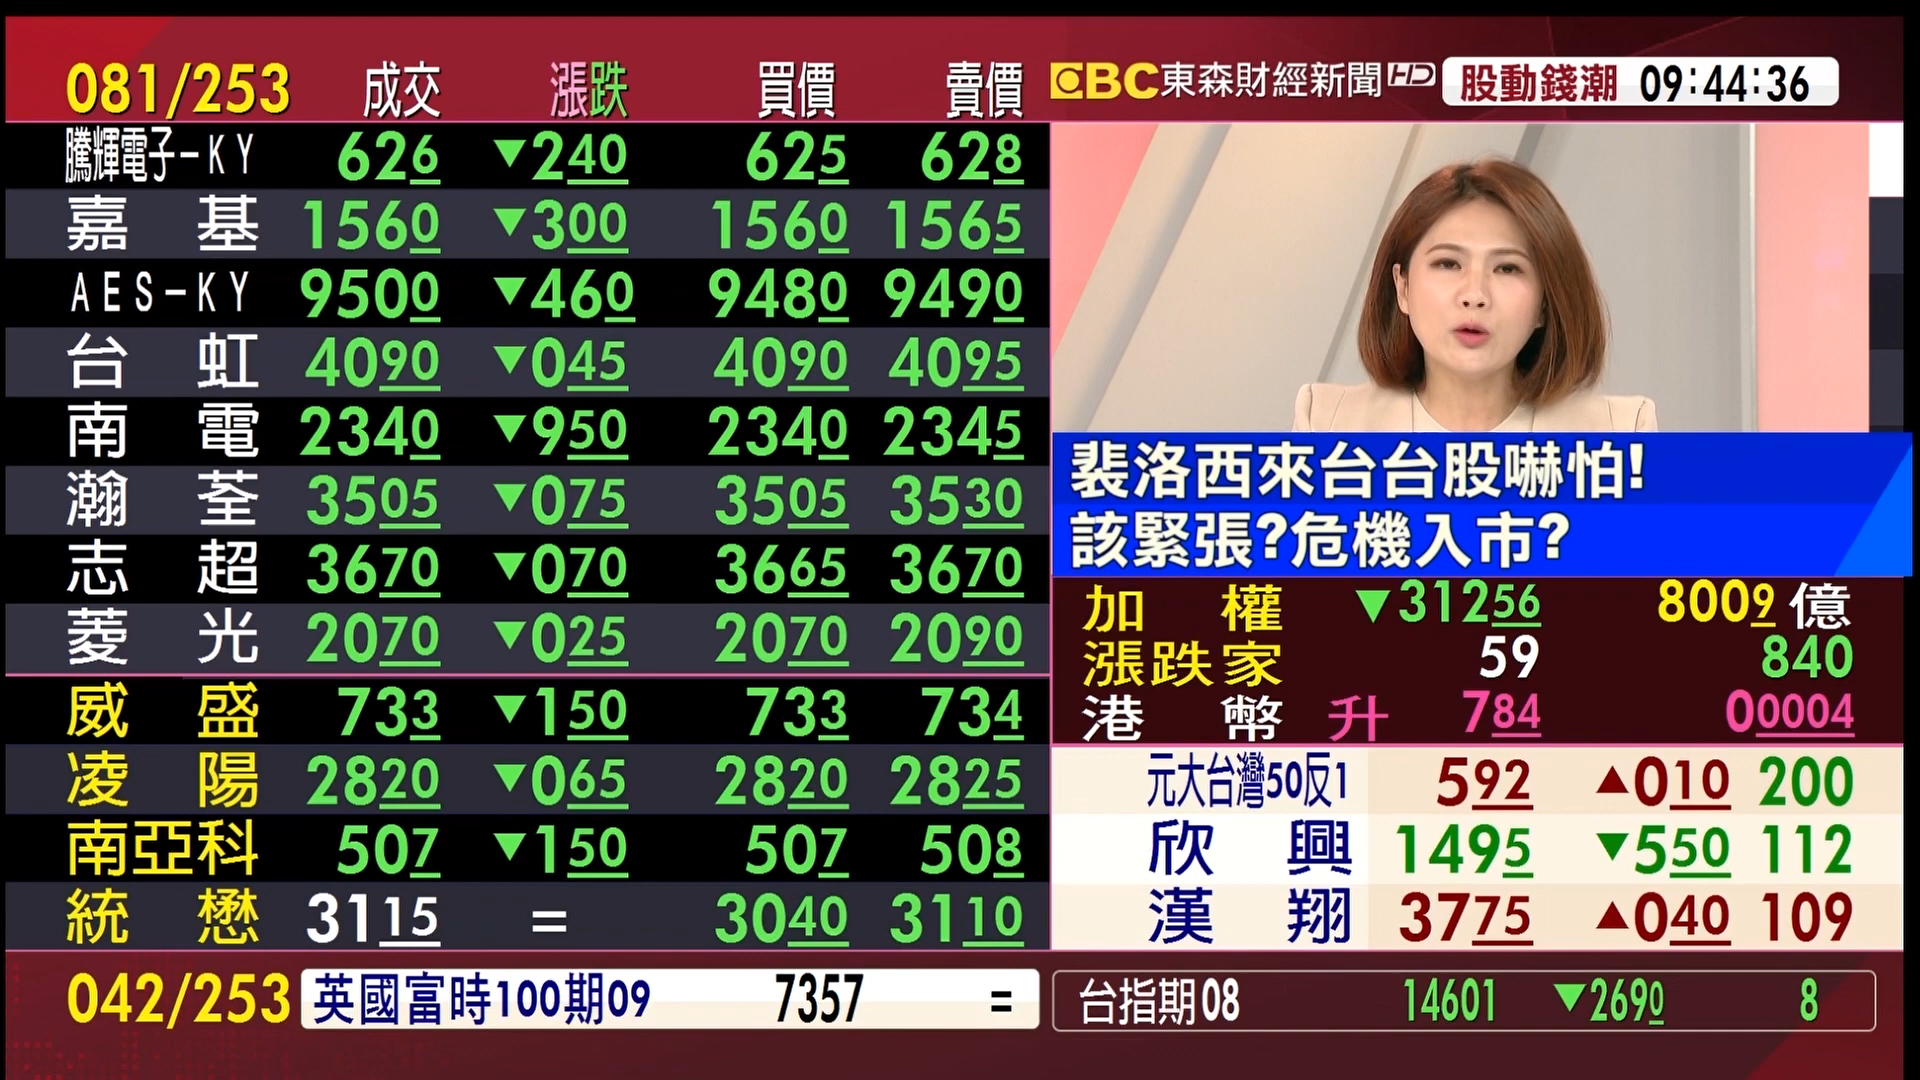 081/253 成交 漲跌 買價 賣價
騰輝電子-KY 626 ▼240 625 628
嘉基 1560 ▼300 1560 1565
AES-KY 9500 ▼460 9480 9490
台虹 4090 ▼045 4090 4095
南電 2340 ▼950 2340 2345
瀚荃 3505 ▼075 3505 3530
志超 3670 ▼070 3665 3670
菱光 2070 ▼025 2070 2090
威盛 733 ▼150 733 734
凌陽 2820 ▼065 2820 2825
南亞科 507 ▼150 507 508
統懋 3115 = 3040 3110
042/253 英國富時100期09 7357 =
EBC東森財經新聞HD 股動錢潮 09:44:36
裴洛西來台台股嚇怕!
該緊張?危機入市?
加權 ▼31256 8009億
漲跌家 59 840
港幣 升 784 00004
元大台灣50反1 592 ▲010 200
欣興 1495 ▼550 112
漢翔 3775 ▲040 109
台指期08 14601 ▼2690 8